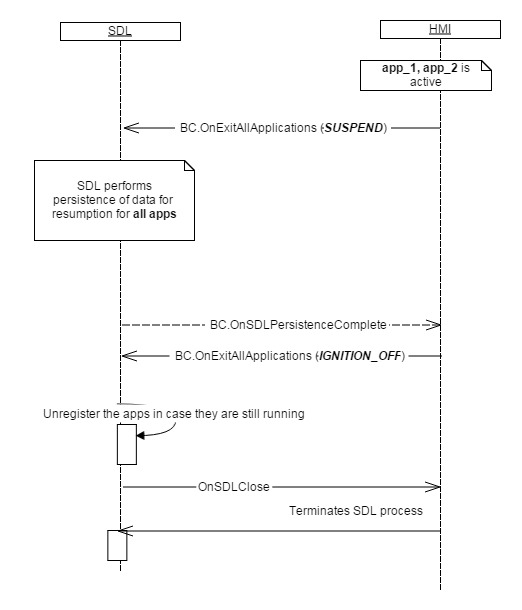 SDL
HMI
app_1, app_2 is
active
BC.OnExitAllApplications (SUSPEND)
SDL performs
persistence of data for
resumption for all apps
BC.OnSDLPersistenceComplete
BC.OnExitAllApplications (IGNITION_OFF)
Unregister the apps in case they are still running
OnSDLClose
Terminates SDL process